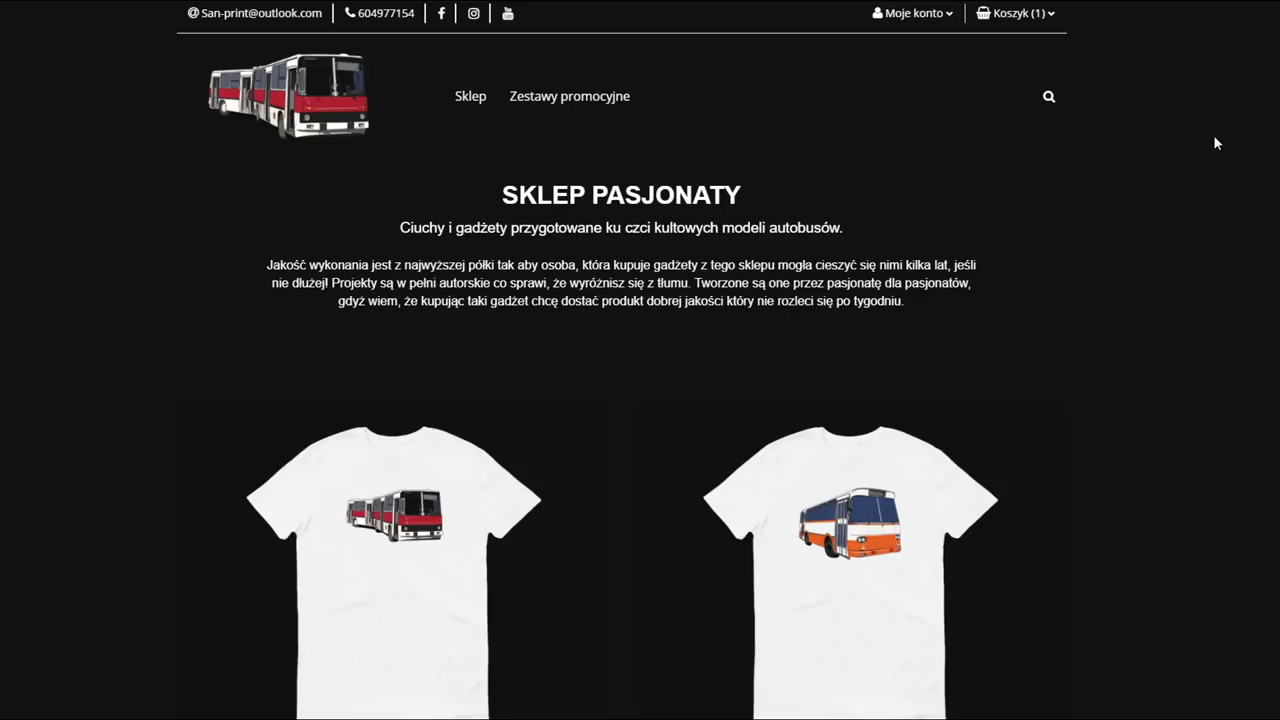 San-print@outlook.com 604977154 Moje konto Koszyk (1)
Sklep Zestawy promocyjne
SKLEP PASJONATY
Ciuchy i gadżety przygotowane ku czci kultowych modeli autobusów.
Jakość wykonania jest z najwyższej półki tak aby osoba, która kupuje gadżety z tego sklepu mogła cieszyć się nimi kilka lat, jeśli
nie dłużej! Projekty są w pełni autorskie co sprawi, że wyróżnisz się z tłumu. Tworzone są one przez pasjonatę dla pasjonatów,
gdyż wiem, że kupując taki gadżet chcę dostać produkt dobrej jakości który nie rozleci się po tygodniu.